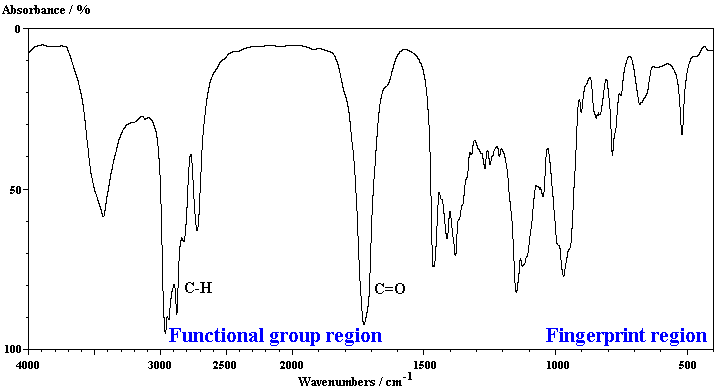 Absorbance / %
0
50
100
C-H
C=O
Functional group region
Fingerprint region
4000 3000 2500 2000 1500 1000 500
Wavenumbers / cm⁻¹